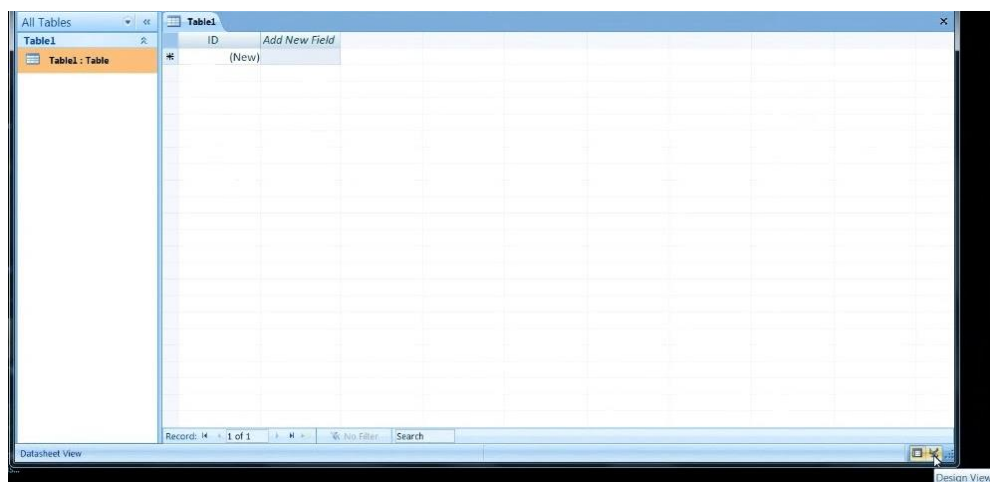 All Tables
Table1
Table1 : Table
Table1
ID
Add New Field
(New)
Record:
1 of 1
No Filter
Search
Datasheet View
Design View